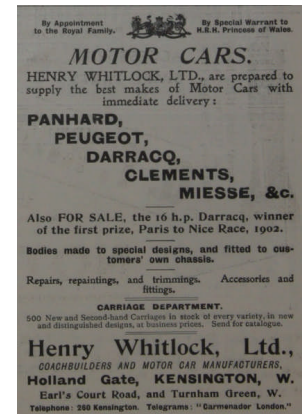 By Appointment to the Royal Family.
By Special Warrant to H.R.H. Princess of Wales.
MOTOR CARS.
HENRY WHITLOCK, LTD., are prepared to
supply the best makes of Motor Cars with
immediate delivery:
PANHARD,
PEUGEOT,
DARRACQ,
CLEMENTS,
MIESSE, &c.
Also FOR SALE, the 16 h.p. Darracq, winner
of the first prize, Paris to Nice Race, 1902.
Bodies made to special designs, and fitted to cus-
tomers' own chassis.
Repairs, repaintings, and trimmings. Accessories and
fittings.
CARRIAGE DEPARTMENT.
500 New and Second-hand Carriages in stock of every variety, in new
and distinguished designs, at business prices. Send for catalogue.
Henry Whitlock, Ltd.,
COACHBUILDERS AND MOTOR CAR MANUFACTURERS,
Holland Gate, KENSINGTON, W.
Earl's Court Road, and Turnham Green, W.
Telephone: 250 Kensington. Telegrams: "Carmenador London."